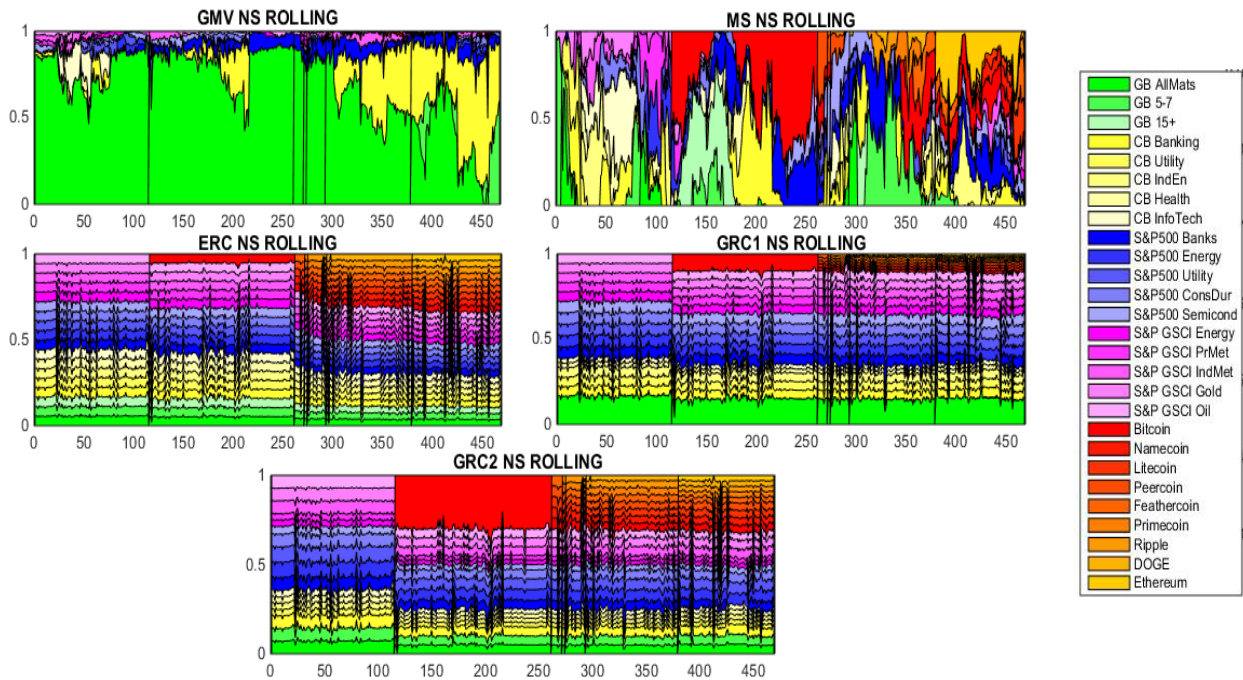 GMV NS ROLLING
1
0.5
0
0 50 100 150 200 250 300 350 400 450
MS NS ROLLING
1
0.5
0
0 50 100 150 200 250 300 350 400 450
ERC NS ROLLING
1
0.5
0
0 50 100 150 200 250 300 350 400 450
GRC1 NS ROLLING
1
0.5
0
0 50 100 150 200 250 300 350 400 450
GRC2 NS ROLLING
1
0.5
0
0 50 100 150 200 250 300 350 400 450
GB AllMats
GB 5-7
GB 15+
CB Banking
CB Utility
CB IndEn
CB Health
CB InfoTech
S&P500 Banks
S&P500 Energy
S&P500 Utility
S&P500 ConsDur
S&P500 Semicond
S&P GSCI Energy
S&P GSCI PrMet
S&P GSCI IndMet
S&P GSCI Gold
S&P GSCI Oil
Bitcoin
Namecoin
Litecoin
Peercoin
Feathercoin
Primecoin
Ripple
DOGE
Ethereum